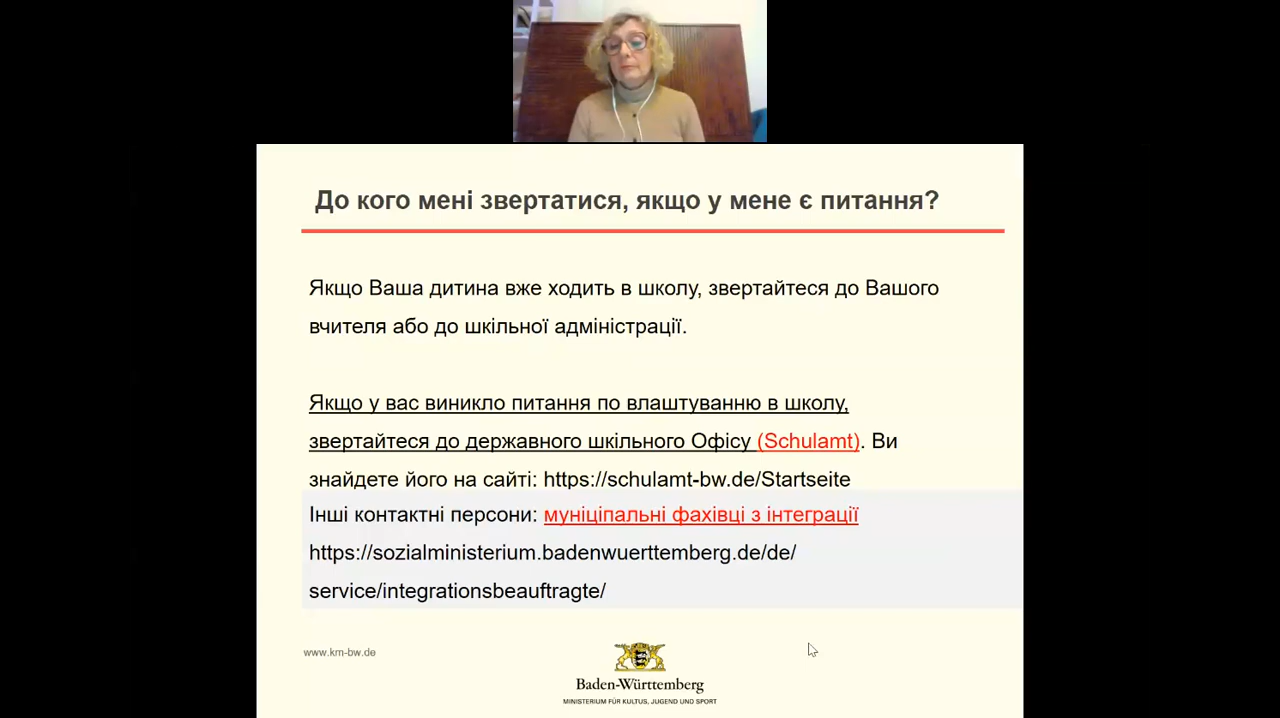 До кого мені звертатися, якщо у мене є питання?
Якщо Ваша дитина вже ходить в школу, звертайтеся до Вашого
вчителя або до шкільної адміністрації.
Якщо у вас виникло питання по влаштуванню в школу,
звертайтеся до державного шкільного Офісу (Schulamt). Ви
знайдете його на сайті: https://schulamt-bw.de/Startseite
Інші контактні персони: муніціпальні фахівці з інтеграції
https://sozialministerium.badenwuerttemberg.de/de/
service/integrationsbeauftragte/
www.km-bw.de
Baden-Württemberg
MINISTERIUM FÜR KULTUS, JUGEND UND SPORT